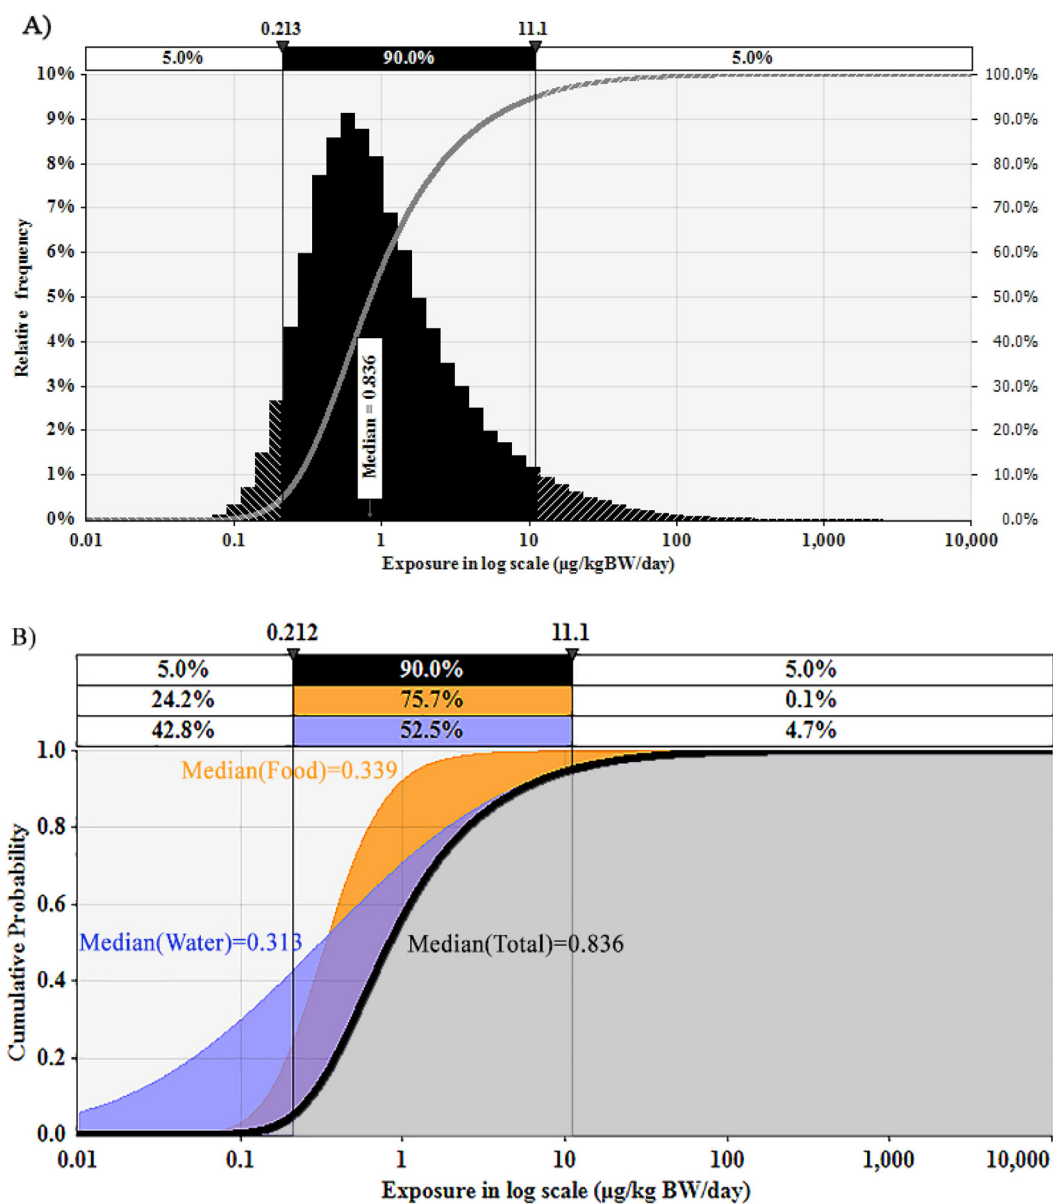 A)
0.213 11.1
5.0% 90.0% 5.0%
10% 100.0%
9% 90.0%
8% 80.0%
7% 70.0%
6% 60.0%
5% 50.0%
4% 40.0%
3% 30.0%
2% 20.0%
1% 10.0%
0% 0.0%
Relative frequency
Median = 0.836
0.01 0.1 1 10 100 1,000 10,000
Exposure in log scale (µg/kgBW/day)
B)
0.212 11.1
5.0% 90.0% 5.0%
24.2% 75.7% 0.1%
42.8% 52.5% 4.7%
1.0
Median(Food)=0.339
0.8
0.6
Median(Water)=0.313 Median(Total)=0.836
0.4
0.2
0.0
Cumulative Probability
0.01 0.1 1 10 100 1,000 10,000
Exposure in log scale (µg/kg BW/day)